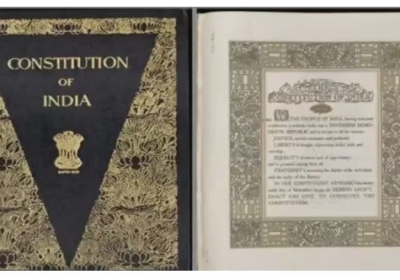 CONSTITUTION
OF
INDIA
WE THE PEOPLE OF INDIA, having solemnly
resolved to constitute India into a SOVEREIGN DEMO-
CRATIC REPUBLIC and to secure to all its citizens:
JUSTICE, social, economic and political;
LIBERTY of thought, expression, belief, faith and
worship;
EQUALITY of status and of opportunity;
and to promote among them all
FRATERNITY assuring the dignity of the individual
and the unity of the Nation;
IN OUR CONSTITUENT ASSEMBLY this twenty-
sixth day of November, do HEREBY ADOPT,
ENACT AND GIVE TO OURSELVES THIS
CONSTITUTION.